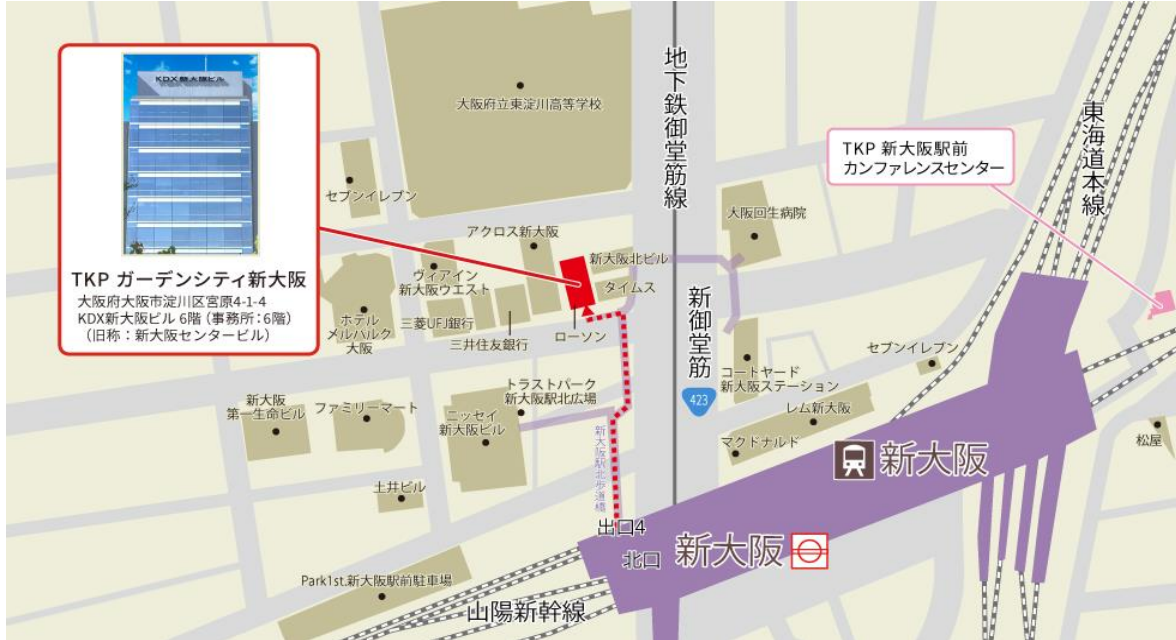 KDX 新大阪ビル
TKP ガーデンシティ新大阪
大阪府大阪市淀川区宮原4-1-4
KDX新大阪ビル 6階 (事務所:6階)
（旧称：新大阪センタービル）
大阪府立東淀川高等学校
地下鉄御堂筋線
東海道本線
TKP 新大阪駅前
カンファレンスセンター
セブンイレブン
アクロス新大阪
大阪回生病院
新大阪北ビル
タイムス
ヴィアイン
新大阪ウエスト
新御堂筋
423
ホテル
メルパルク
大阪
三菱UFJ銀行
三井住友銀行
ローソン
セブンイレブン
コートヤード
新大阪ステーション
トラストパーク
新大阪駅北広場
新大阪
第一生命ビル
ファミリーマート
ニッセイ
新大阪ビル
レム新大阪
マクドナルド
松屋
新大阪駅北歩道橋
新大阪
土井ビル
出口4
北口
新大阪
Park1st.新大阪駅前駐車場
山陽新幹線